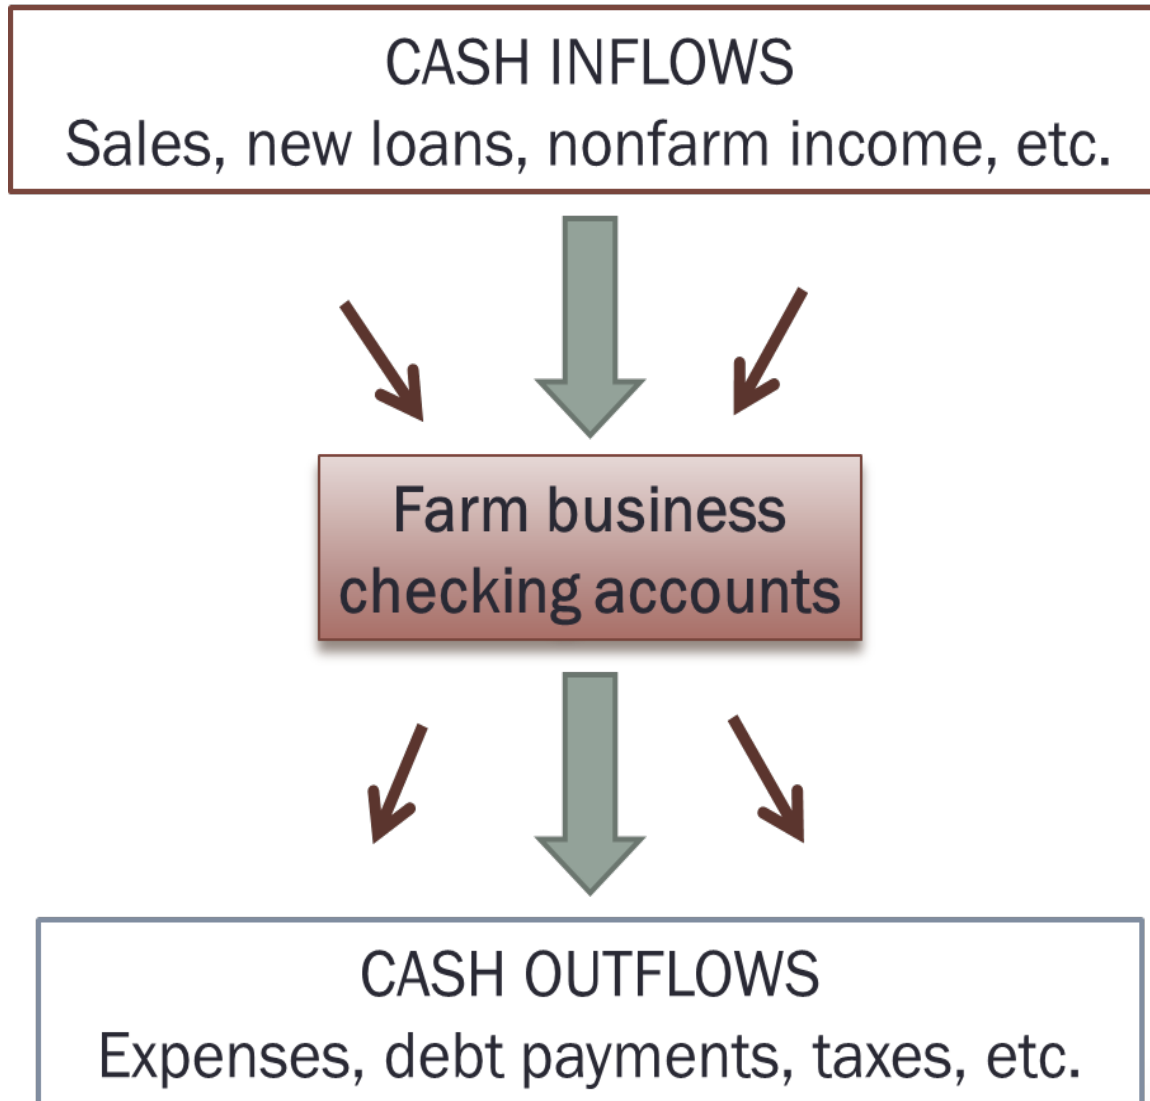 CASH INFLOWS
Sales, new loans, nonfarm income, etc.
Farm business
checking accounts
CASH OUTFLOWS
Expenses, debt payments, taxes, etc.